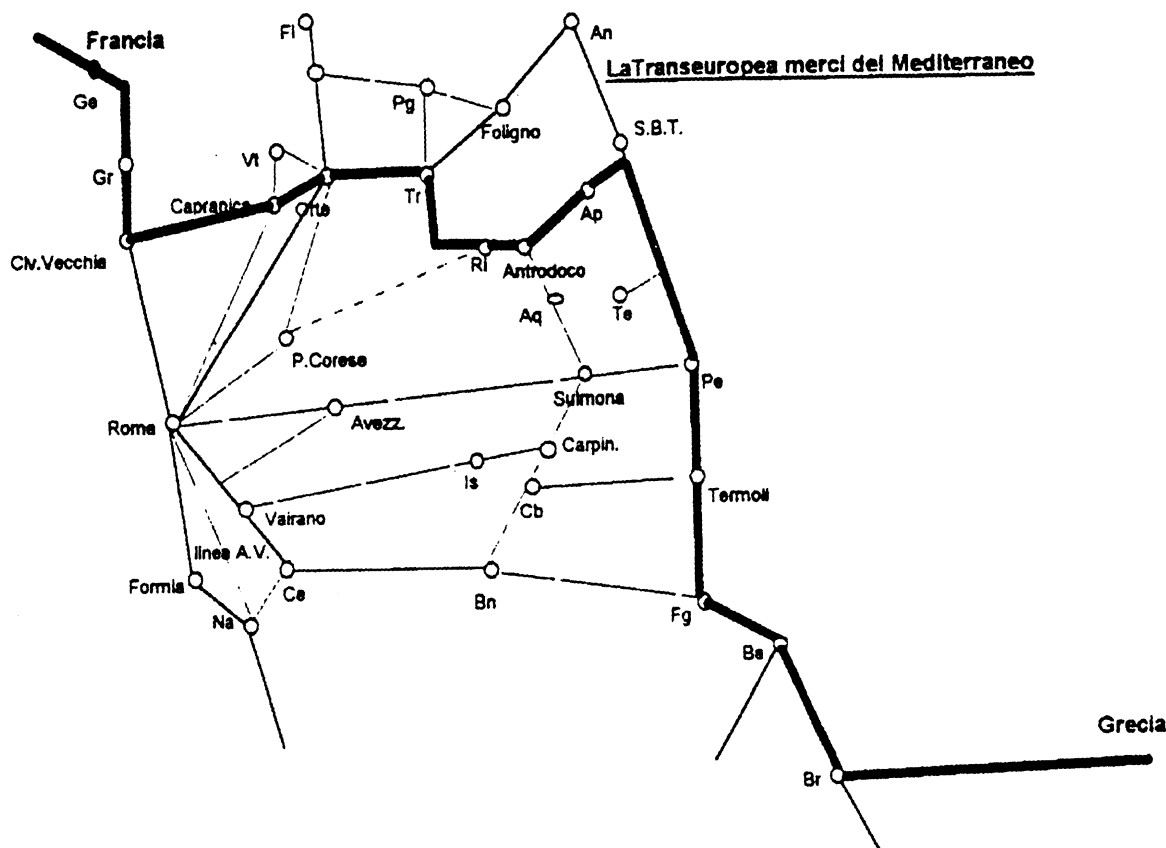 Fi
An
Francia
LaTranseuropea merci del Mediterraneo
Ge
Pg
Foligno
S.B.T.
Vt
Gr
Capranica
Orte
Tr
Ap
Civ.Vecchia
Ri
Antrodoco
Aq
Te
P.Corese
Pe
Sulmona
Roma
Avezz.
Carpin.
Is
Cb
Termoli
Vairano
linea A.V.
Formia
Ce
Bn
Fg
Na
Ba
Grecia
Br